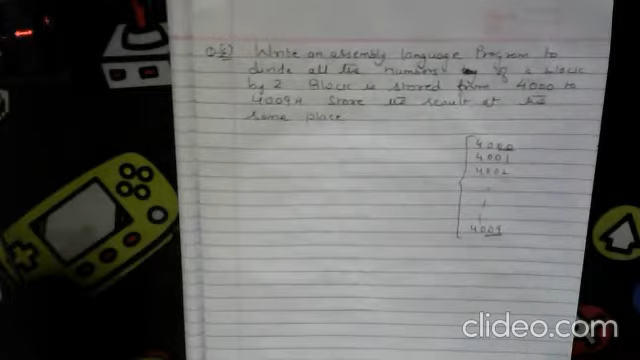 Write an assembly language Program to
divide all the numbers of a block
by 2 Block is stored from 4000 to
4009H Store the result at the
same place
4000
4001
4002
4009
clideo.com